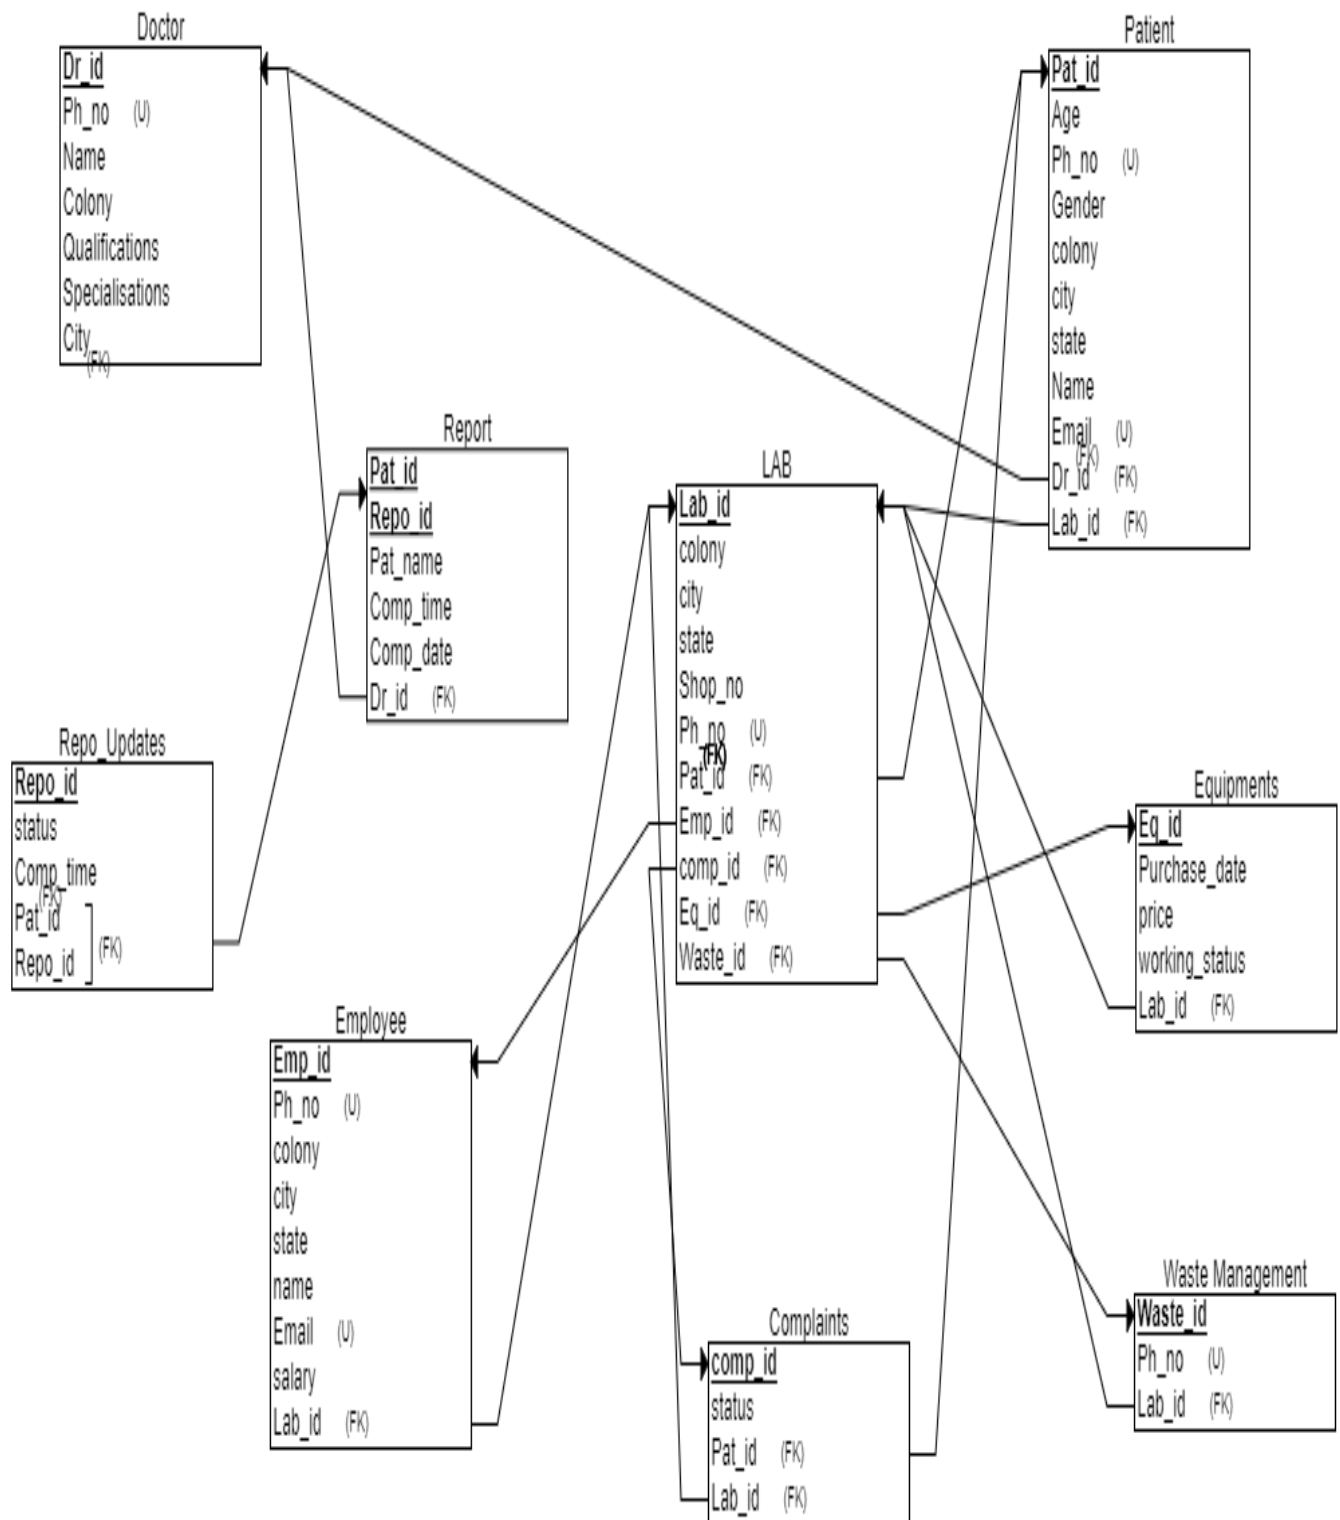 Doctor
Dr_id
Ph_no (U)
Name
Colony
Qualifications
Specialisations
City
(FK)
Patient
Pat_id
Age
Ph_no (U)
Gender
colony
city
state
Name
Email (U)
(FK)
Dr_id (FK)
Lab_id (FK)
Report
Pat_id
Repo_id
Pat_name
Comp_time
Comp_date
Dr_id (FK)
LAB
Lab_id
colony
city
state
Shop_no
Ph_no (U)
(FK)
Pat_id (FK)
Emp_id (FK)
comp_id (FK)
Eq_id (FK)
Waste_id (FK)
Repo_Updates
Repo_id
status
Comp_time
(FK)
Pat_id
(FK)
Repo_id
Equipments
Eq_id
Purchase_date
price
working_status
Lab_id (FK)
Employee
Emp_id
Ph_no (U)
colony
city
state
name
Email (U)
salary
Lab_id (FK)
Complaints
comp_id
status
Pat_id (FK)
Lab_id (FK)
Waste Management
Waste_id
Ph_no (U)
Lab_id (FK)